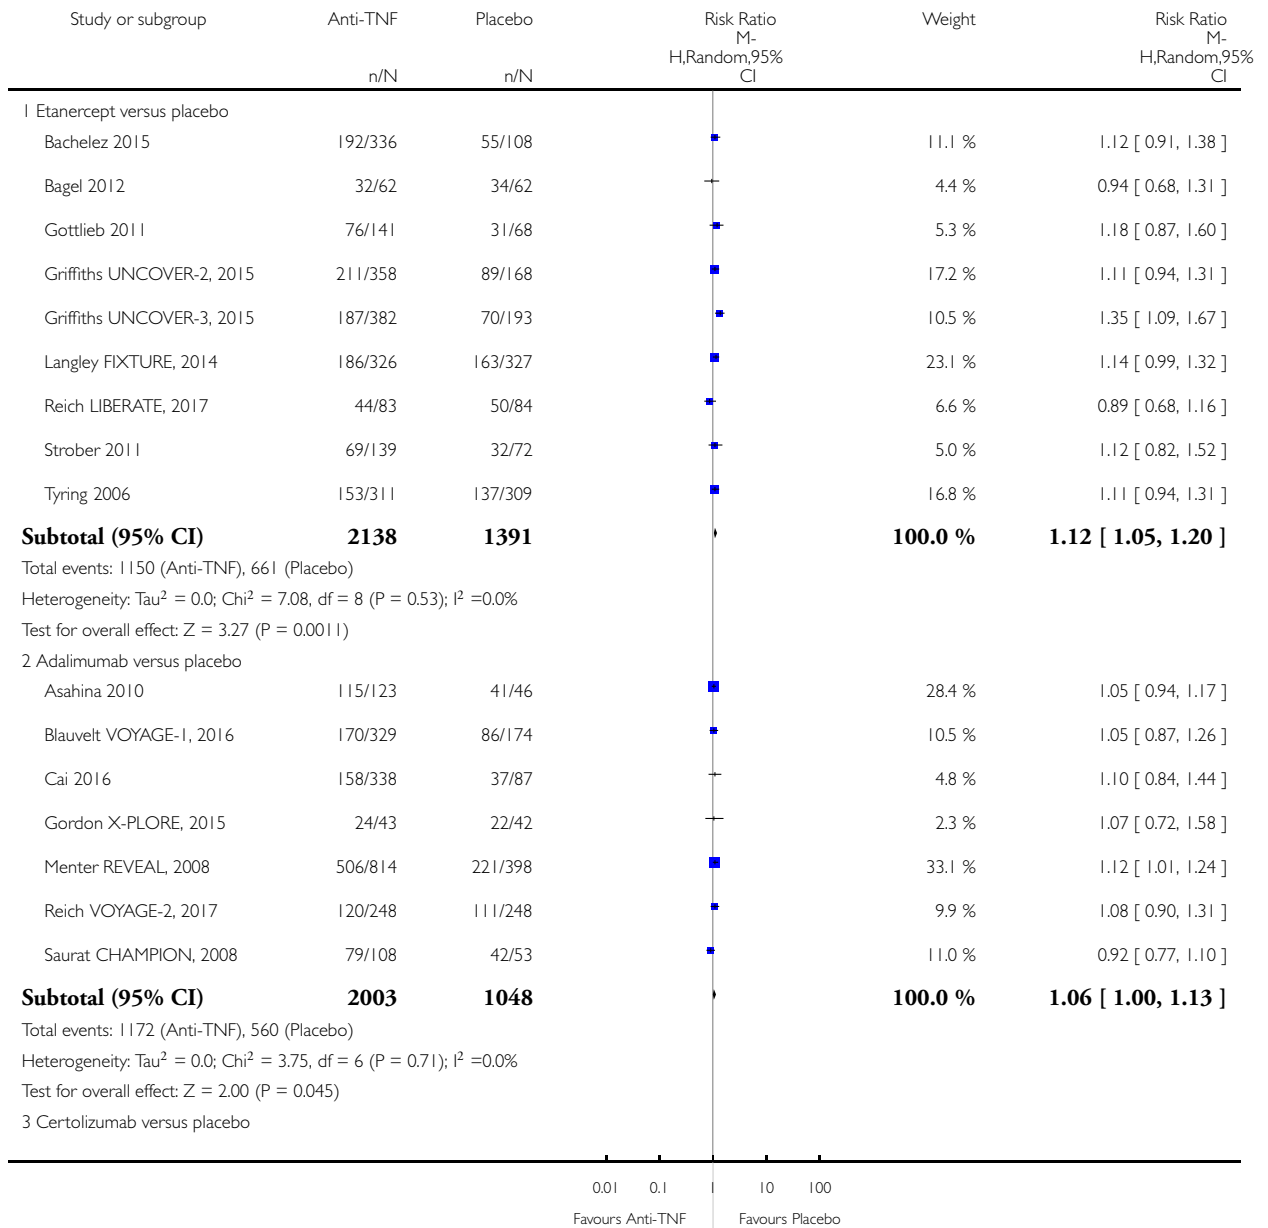 Study or subgroup Anti-TNF Placebo Risk Ratio Weight Risk Ratio
M- M-
H,Random,95% H,Random,95%
n/N n/N CI CI
1 Etanercept versus placebo
Bachelez 2015 192/336 55/108 11.1 % 1.12 [ 0.91, 1.38 ]
Bagel 2012 32/62 34/62 4.4 % 0.94 [ 0.68, 1.31 ]
Gottlieb 2011 76/141 31/68 5.3 % 1.18 [ 0.87, 1.60 ]
Griffiths UNCOVER-2, 2015 211/358 89/168 17.2 % 1.11 [ 0.94, 1.31 ]
Griffiths UNCOVER-3, 2015 187/382 70/193 10.5 % 1.35 [ 1.09, 1.67 ]
Langley FIXTURE, 2014 186/326 163/327 23.1 % 1.14 [ 0.99, 1.32 ]
Reich LIBERATE, 2017 44/83 50/84 6.6 % 0.89 [ 0.68, 1.16 ]
Strober 2011 69/139 32/72 5.0 % 1.12 [ 0.82, 1.52 ]
Tyring 2006 153/311 137/309 16.8 % 1.11 [ 0.94, 1.31 ]
Subtotal (95% CI) 2138 1391 100.0 % 1.12 [ 1.05, 1.20 ]
Total events: 1150 (Anti-TNF), 661 (Placebo)
Heterogeneity: Tau² = 0.0; Chi² = 7.08, df = 8 (P = 0.53); I² =0.0%
Test for overall effect: Z = 3.27 (P = 0.0011)
2 Adalimumab versus placebo
Asahina 2010 115/123 41/46 28.4 % 1.05 [ 0.94, 1.17 ]
Blauvelt VOYAGE-1, 2016 170/329 86/174 10.5 % 1.05 [ 0.87, 1.26 ]
Cai 2016 158/338 37/87 4.8 % 1.10 [ 0.84, 1.44 ]
Gordon X-PLORE, 2015 24/43 22/42 2.3 % 1.07 [ 0.72, 1.58 ]
Menter REVEAL, 2008 506/814 221/398 33.1 % 1.12 [ 1.01, 1.24 ]
Reich VOYAGE-2, 2017 120/248 111/248 9.9 % 1.08 [ 0.90, 1.31 ]
Saurat CHAMPION, 2008 79/108 42/53 11.0 % 0.92 [ 0.77, 1.10 ]
Subtotal (95% CI) 2003 1048 100.0 % 1.06 [ 1.00, 1.13 ]
Total events: 1172 (Anti-TNF), 560 (Placebo)
Heterogeneity: Tau² = 0.0; Chi² = 3.75, df = 6 (P = 0.71); I² =0.0%
Test for overall effect: Z = 2.00 (P = 0.045)
3 Certolizumab versus placebo
0.01 0.1 1 10 100
Favours Anti-TNF Favours Placebo